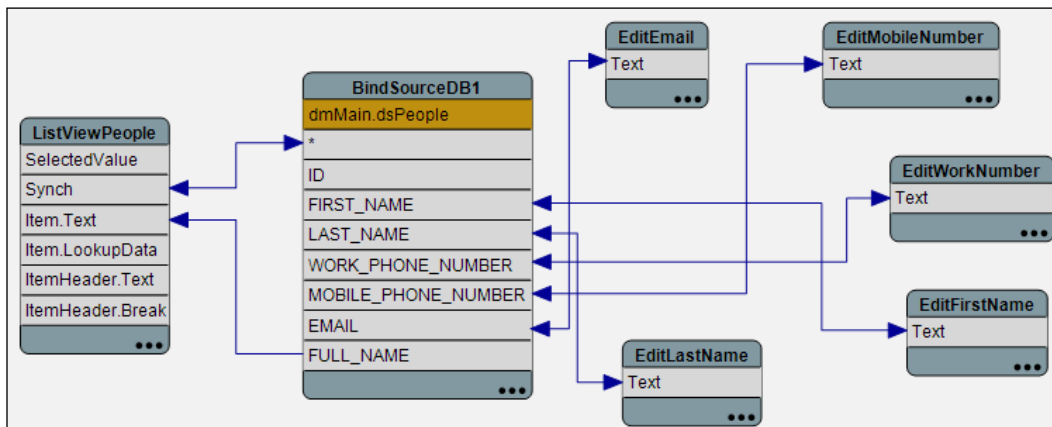 ListViewPeople
SelectedValue
Synch
Item.Text
Item.LookupData
ItemHeader.Text
ItemHeader.Break
BindSourceDB1
dmMain.dsPeople
*
ID
FIRST_NAME
LAST_NAME
WORK_PHONE_NUMBER
MOBILE_PHONE_NUMBER
EMAIL
FULL_NAME
EditEmail
Text
EditMobileNumber
Text
EditWorkNumber
Text
EditFirstName
Text
EditLastName
Text